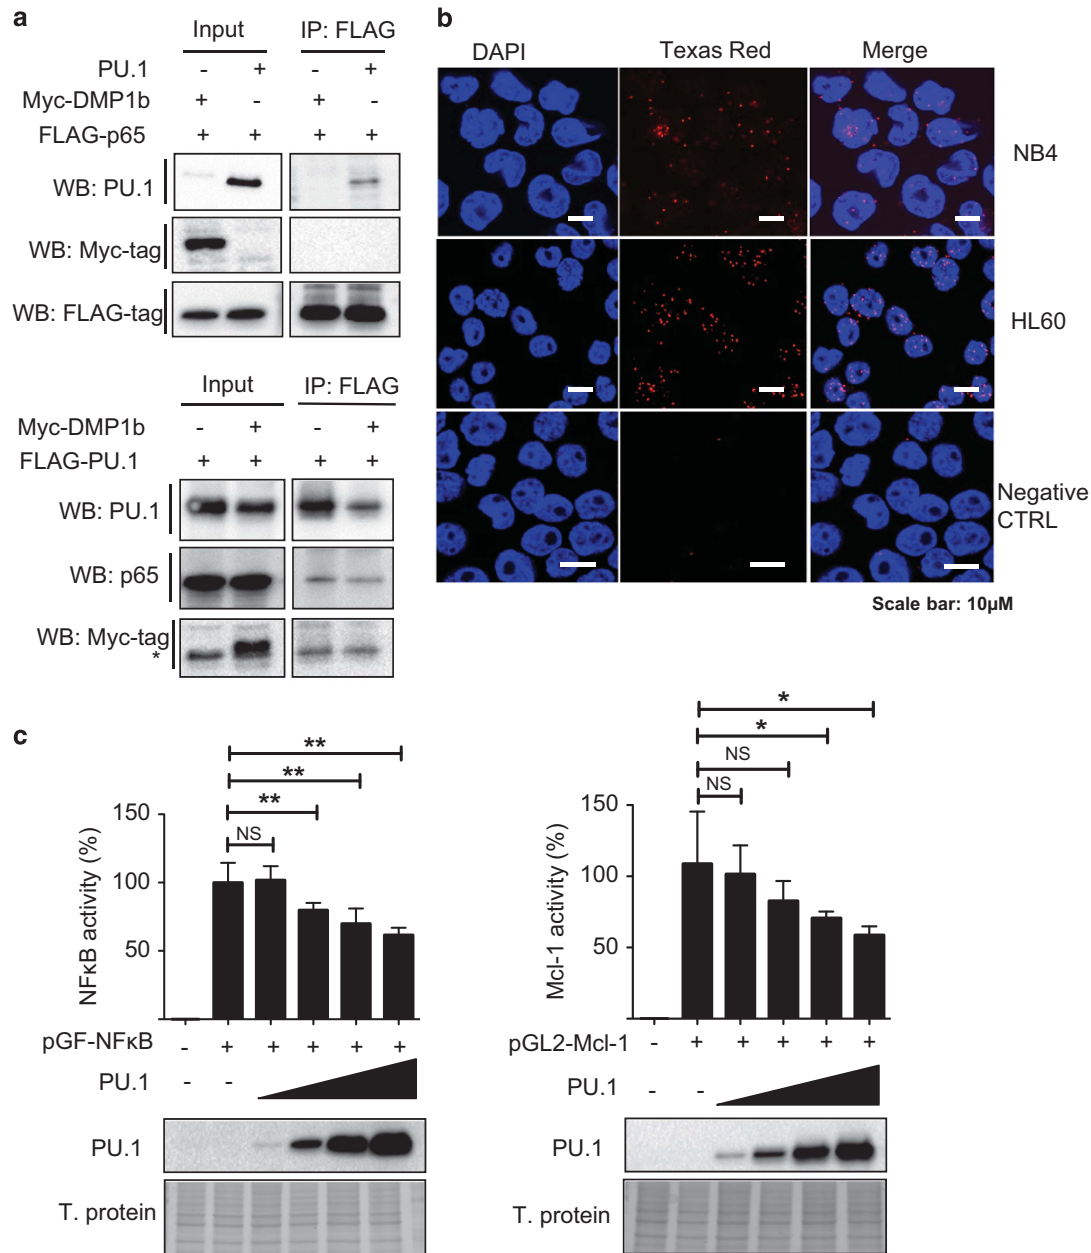 a
Input IP: FLAG
PU.1 - + - +
Myc-DMP1b + - + -
FLAG-p65 + + + +
WB: PU.1
WB: Myc-tag
WB: FLAG-tag
Input IP: FLAG
Myc-DMP1b - + - +
FLAG-PU.1 + + + +
WB: PU.1
WB: p65
WB: Myc-tag
*
b
DAPI Texas Red Merge
NB4
HL60
Negative
CTRL
Scale bar: 10µM
c
**
**
**
NS
150
100
50
NFκB activity (%)
pGF-NFκB - + + + + +
PU.1 - -
PU.1
T. protein
*
*
NS
NS
150
100
50
Mcl-1 activity (%)
pGL2-Mcl-1 - + + + + +
PU.1 - -
PU.1
T. protein